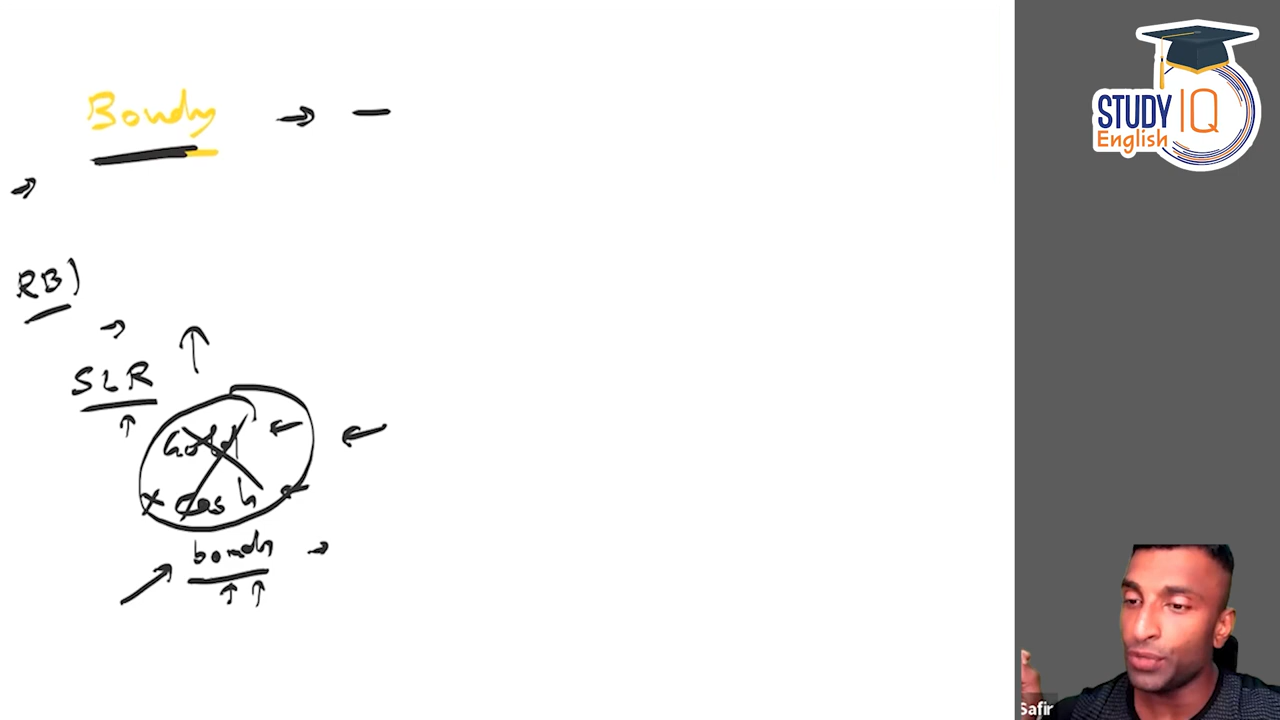 Bonds → —
→
RBI
→
SLR ↑
↑
Gold ← ←
× Cash ←
bonds →
↑ ↑
STUDY IQ
English
Safir